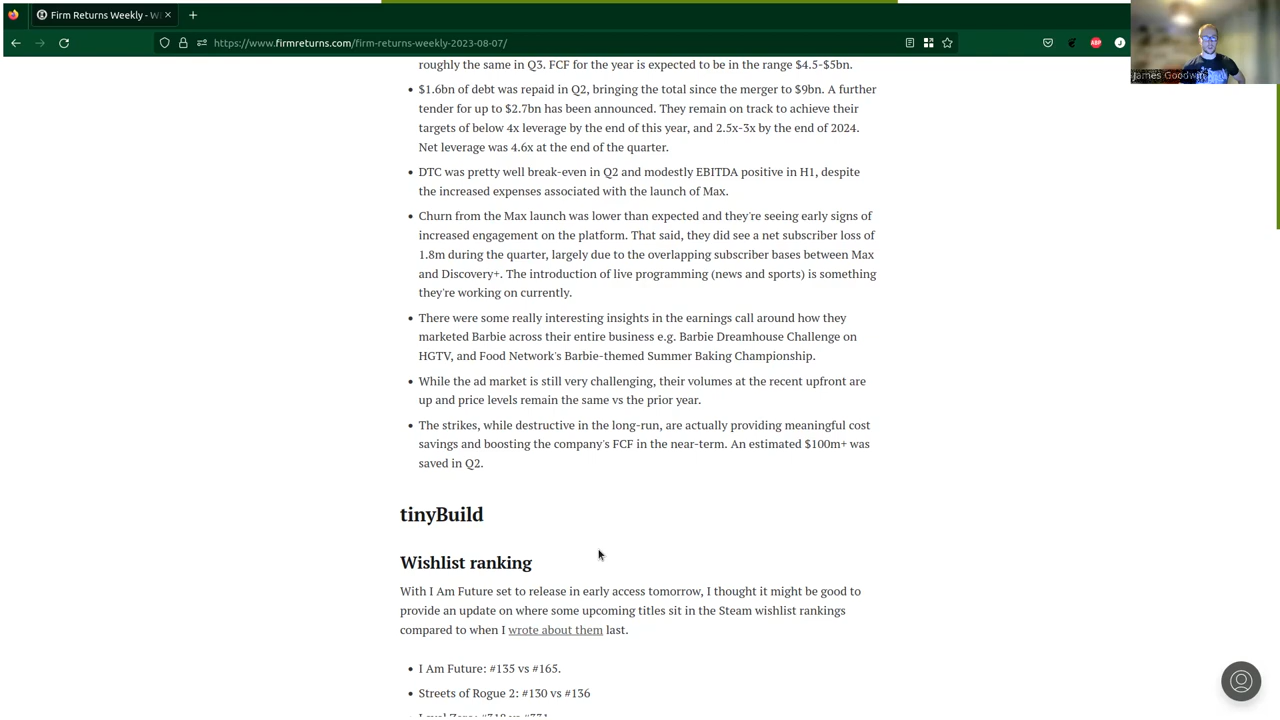 Firm Returns Weekly - W
https://www.firmreturns.com/firm-returns-weekly-2023-08-07/
ABP
J
James Goodwin
roughly the same in Q3. FCF for the year is expected to be in the range $4.5-$5bn.
• $1.6bn of debt was repaid in Q2, bringing the total since the merger to $9bn. A further
tender for up to $2.7bn has been announced. They remain on track to achieve their
targets of below 4x leverage by the end of this year, and 2.5x-3x by the end of 2024.
Net leverage was 4.6x at the end of the quarter.
• DTC was pretty well break-even in Q2 and modestly EBITDA positive in H1, despite
the increased expenses associated with the launch of Max.
• Churn from the Max launch was lower than expected and they're seeing early signs of
increased engagement on the platform. That said, they did see a net subscriber loss of
1.8m during the quarter, largely due to the overlapping subscriber bases between Max
and Discovery+. The introduction of live programming (news and sports) is something
they're working on currently.
• There were some really interesting insights in the earnings call around how they
marketed Barbie across their entire business e.g. Barbie Dreamhouse Challenge on
HGTV, and Food Network's Barbie-themed Summer Baking Championship.
• While the ad market is still very challenging, their volumes at the recent upfront are
up and price levels remain the same vs the prior year.
• The strikes, while destructive in the long-run, are actually providing meaningful cost
savings and boosting the company's FCF in the near-term. An estimated $100m+ was
saved in Q2.
tinyBuild
Wishlist ranking
With I Am Future set to release in early access tomorrow, I thought it might be good to
provide an update on where some upcoming titles sit in the Steam wishlist rankings
compared to when I wrote about them last.
• I Am Future: #135 vs #165.
• Streets of Rogue 2: #130 vs #136